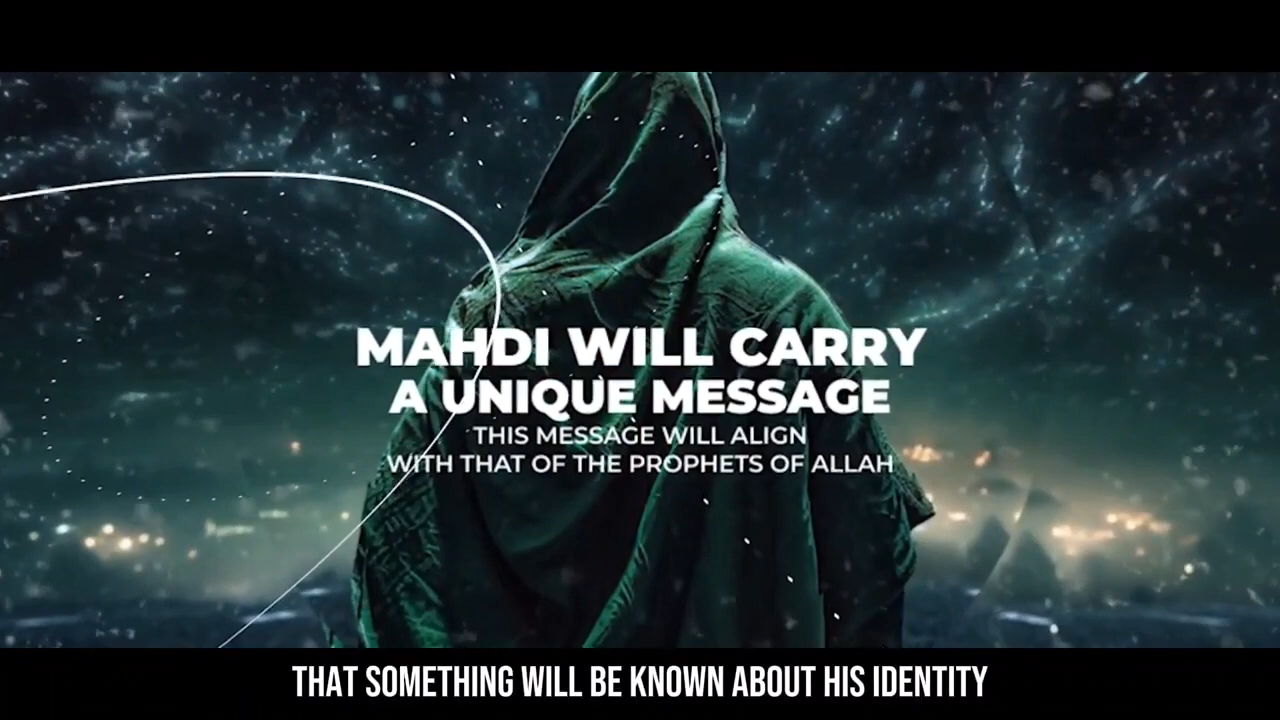 MAHDI WILL CARRY
A UNIQUE MESSAGE
THIS MESSAGE WILL ALIGN
WITH THAT OF THE PROPHETS OF ALLAH
THAT SOMETHING WILL BE KNOWN ABOUT HIS IDENTITY